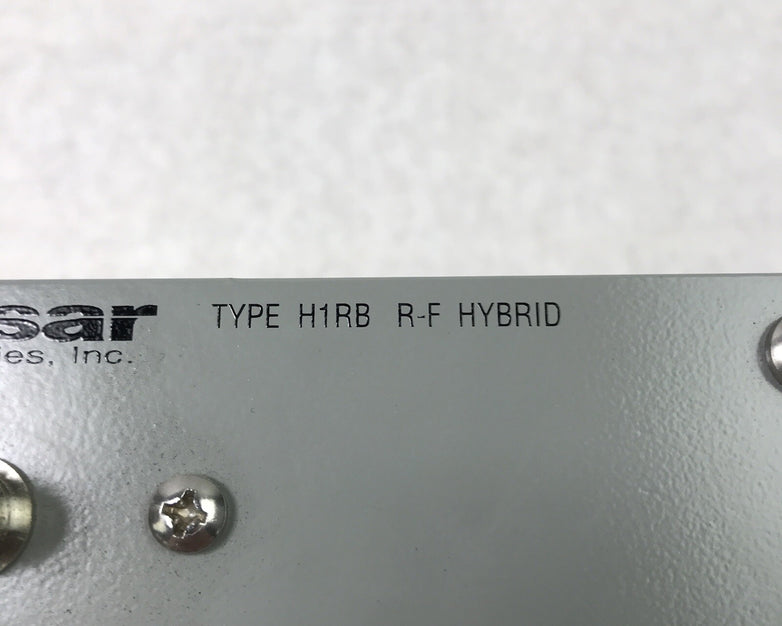 sar TYPE H1RB R-F HYBRID
ies, Inc.